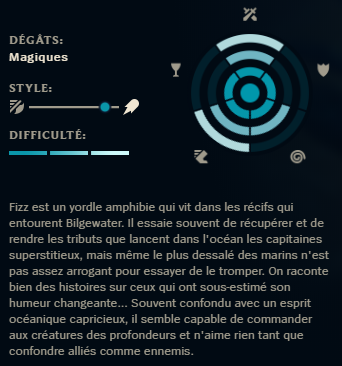 DÉGÂTS:
Magiques
STYLE:
DIFFICULTÉ:
Fizz est un yordle amphibie qui vit dans les récifs qui
entourent Bilgewater. Il essaie souvent de récupérer et de
rendre les tributs que lancent dans l'océan les capitaines
superstitieux, mais même le plus dessalé des marins n'est
pas assez arrogant pour essayer de le tromper. On raconte
bien des histoires sur ceux qui ont sous-estimé son
humeur changeante... Souvent confondu avec un esprit
océanique capricieux, il semble capable de commander
aux créatures des profondeurs et n'aime rien tant que
confondre alliés comme ennemis.